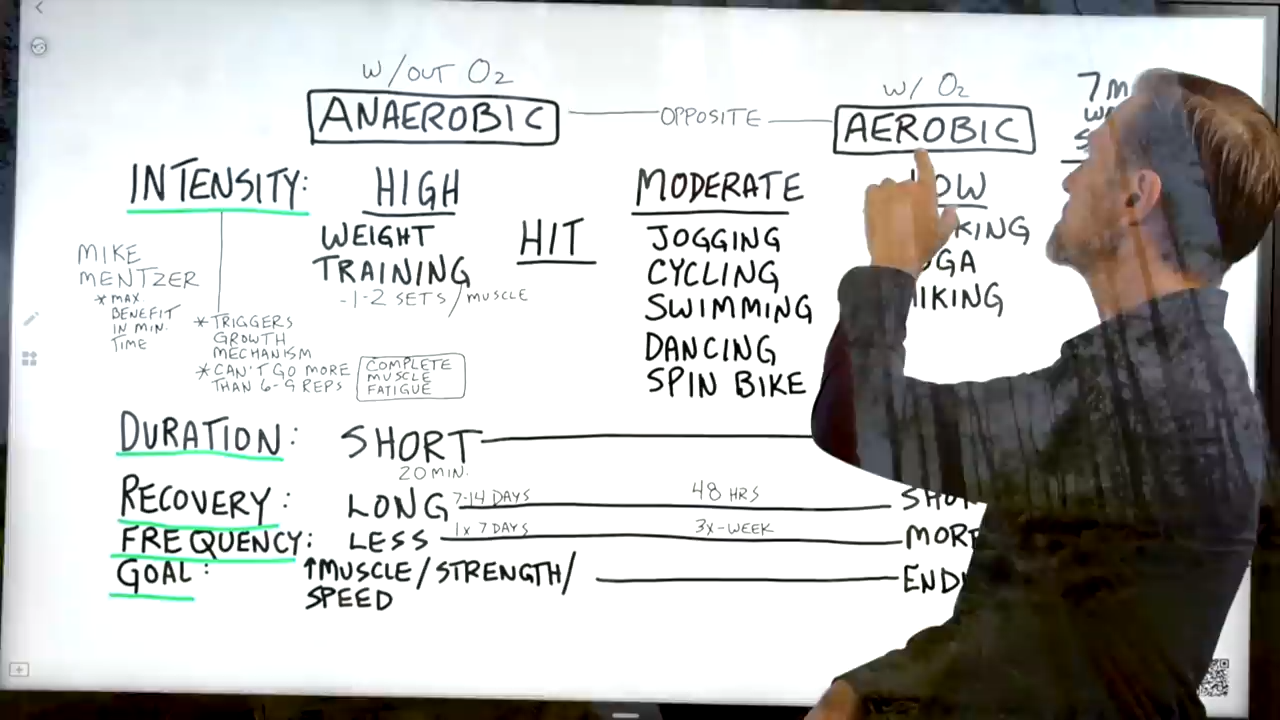 W/OUT O2
ANAEROBIC
OPPOSITE
W/ O2
AEROBIC
INTENSITY:
HIGH
WEIGHT
TRAINING
-1-2 SETS/MUSCLE
HIT
MODERATE
JOGGING
CYCLING
SWIMMING
DANCING
SPIN BIKE
MIKE
MENTZER
*MAX.
BENEFIT
IN MIN.
TIME
*TRIGGERS
GROWTH
MECHANISM
*CAN'T GO MORE
THAN 6-9 REPS
COMPLETE
MUSCLE
FATIGUE
DURATION:
SHORT
20 MIN.
RECOVERY:
LONG 7-14 DAYS 48 HRS
FREQUENCY:
LESS 1x 7 DAYS 3x-WEEK
GOAL:
↑MUSCLE/STRENGTH/
SPEED